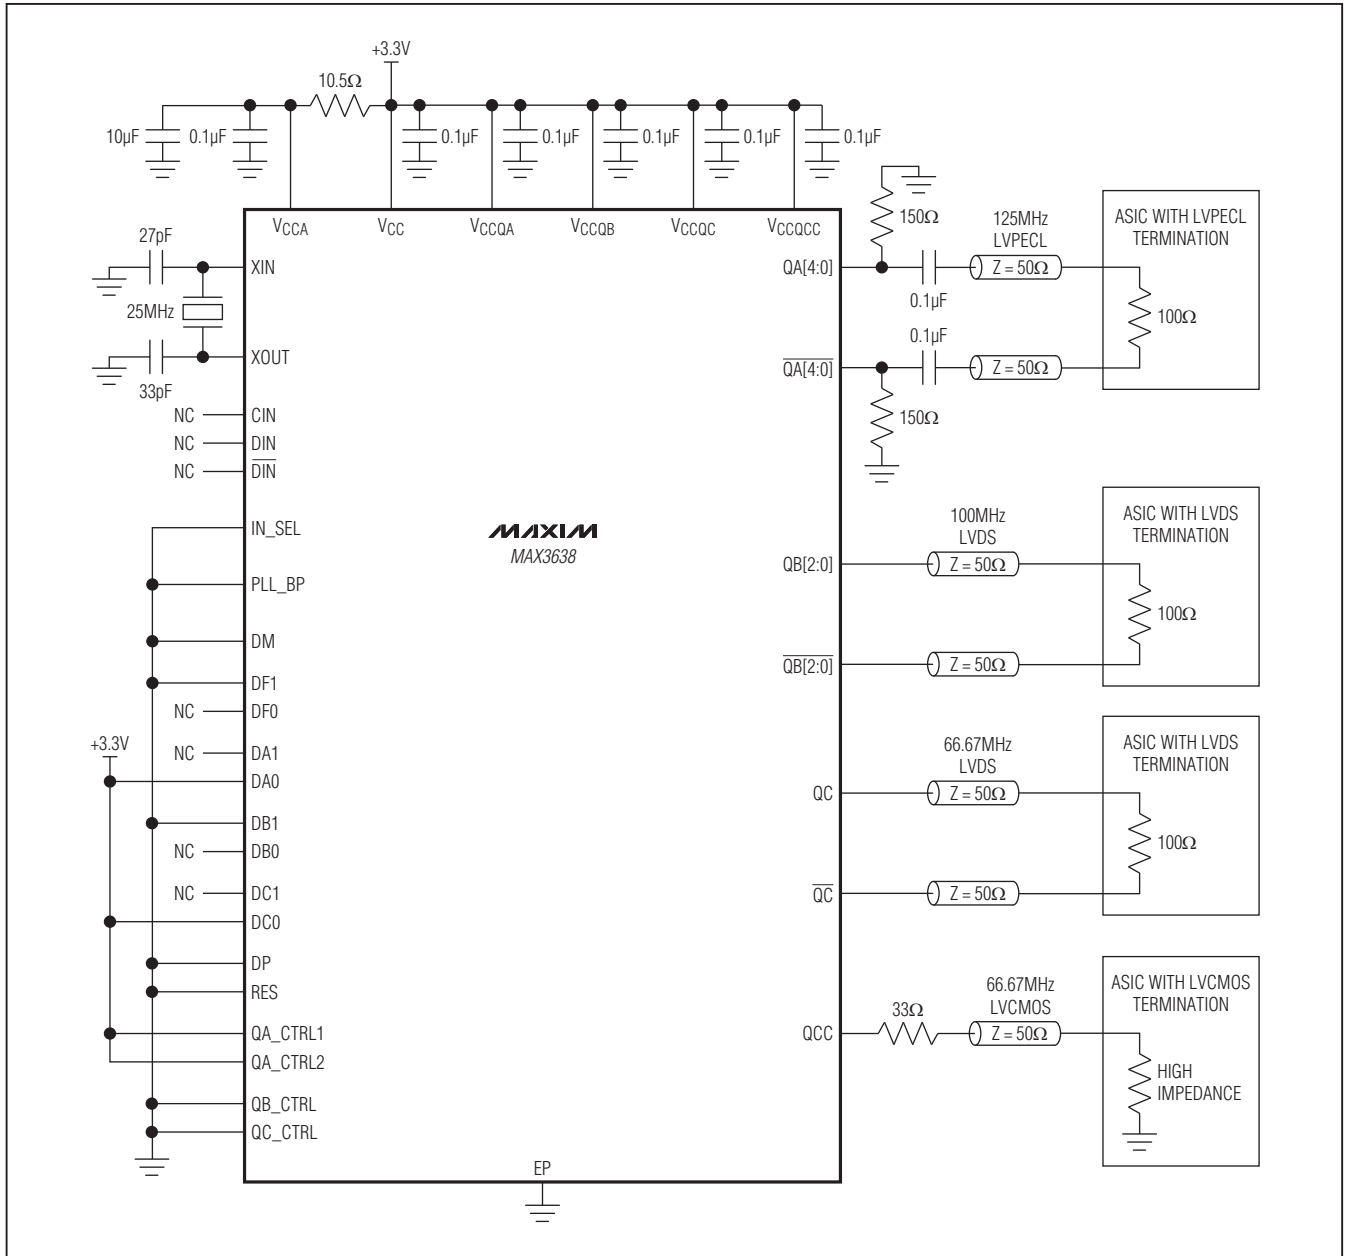 +3.3V
10.5Ω
10µF
0.1µF
0.1µF
0.1µF
0.1µF
0.1µF
0.1µF
VCCA
VCC
VCCQA
VCCQB
VCCQC
VCCQCC
27pF
XIN
25MHz
XOUT
33pF
NC
CIN
NC
DIN
NC
DIN
IN_SEL
PLL_BP
DM
DF1
NC
DF0
+3.3V
NC
DA1
DA0
DB1
NC
DB0
NC
DC1
DC0
DP
RES
QA_CTRL1
QA_CTRL2
QB_CTRL
QC_CTRL
MAXIM
MAX3638
EP
150Ω
125MHz
LVPECL
QA[4:0]
Z = 50Ω
0.1µF
ASIC WITH LVPECL
TERMINATION
100Ω
0.1µF
QA[4:0]
Z = 50Ω
150Ω
100MHz
LVDS
QB[2:0]
Z = 50Ω
ASIC WITH LVDS
TERMINATION
100Ω
QB[2:0]
Z = 50Ω
66.67MHz
LVDS
QC
Z = 50Ω
ASIC WITH LVDS
TERMINATION
100Ω
QC
Z = 50Ω
66.67MHz
LVCMOS
QCC
33Ω
Z = 50Ω
ASIC WITH LVCMOS
TERMINATION
HIGH
IMPEDANCE